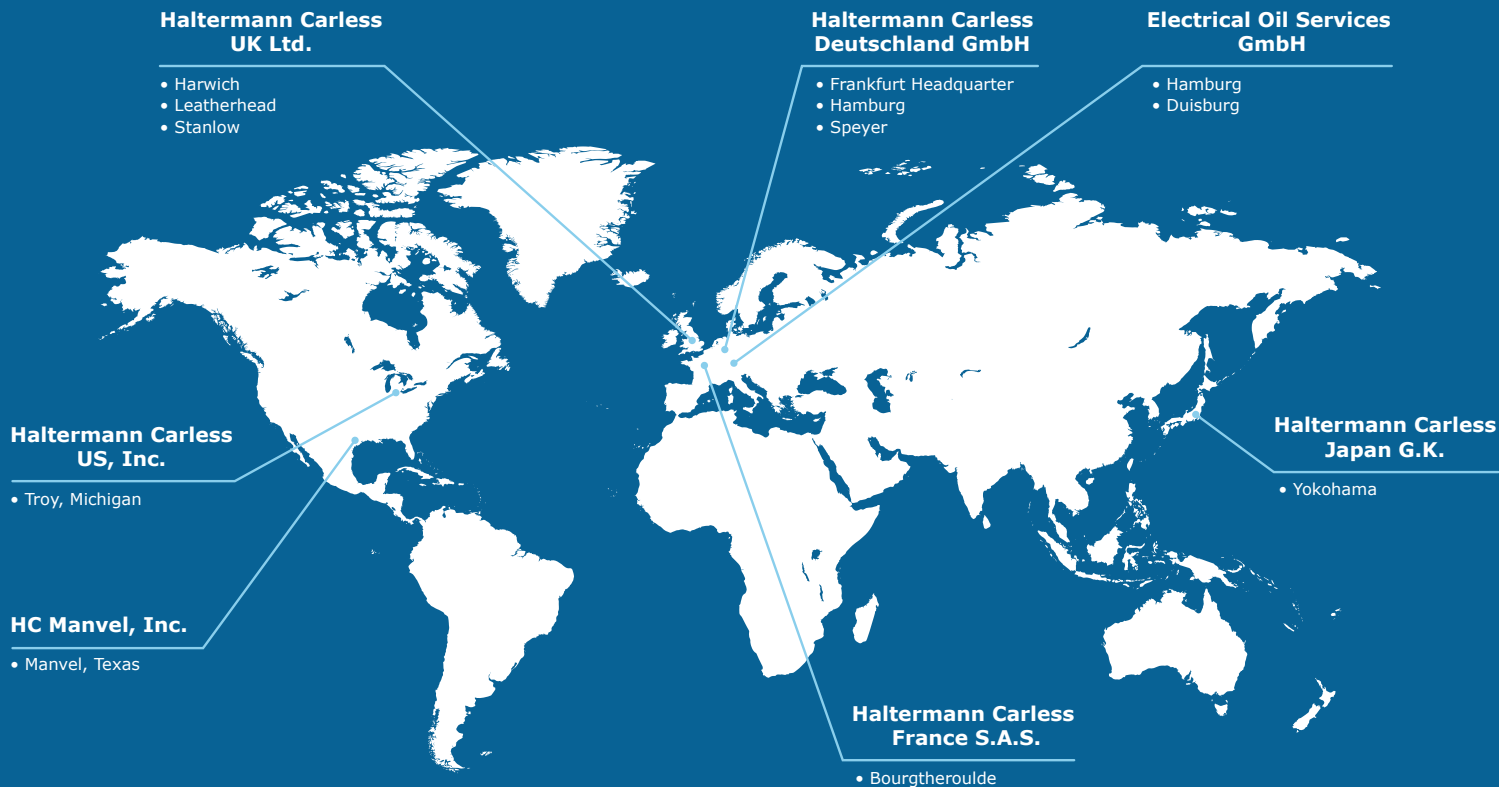 Haltermann Carless
UK Ltd.
• Harwich
• Leatherhead
• Stanlow
Haltermann Carless
Deutschland GmbH
• Frankfurt Headquarter
• Hamburg
• Speyer
Electrical Oil Services
GmbH
• Hamburg
• Duisburg
Haltermann Carless
US, Inc.
• Troy, Michigan
Haltermann Carless
Japan G.K.
• Yokohama
HC Manvel, Inc.
• Manvel, Texas
Haltermann Carless
France S.A.S.
• Bourgtheroulde